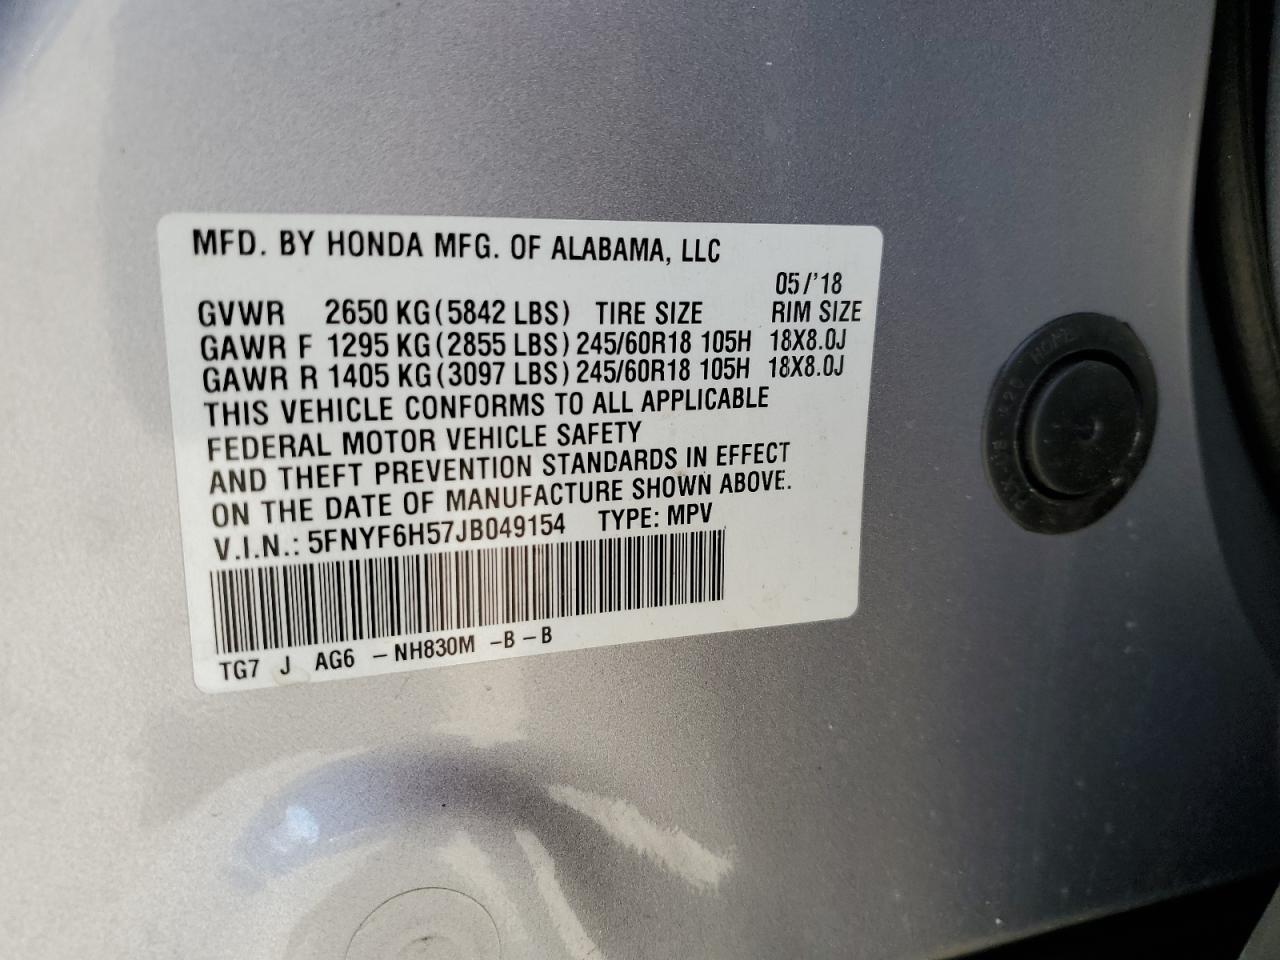 MFD. BY HONDA MFG. OF ALABAMA, LLC
05/'18
GVWR 2650 KG(5842 LBS) TIRE SIZE RIM SIZE
GAWR F 1295 KG(2855 LBS) 245/60R18 105H 18X8.0J
GAWR R 1405 KG(3097 LBS) 245/60R18 105H 18X8.0J
THIS VEHICLE CONFORMS TO ALL APPLICABLE
FEDERAL MOTOR VEHICLE SAFETY
AND THEFT PREVENTION STANDARDS IN EFFECT
ON THE DATE OF MANUFACTURE SHOWN ABOVE.
V.I.N.: 5FNYF6H57JB049154 TYPE: MPV
TG7 J AG6 -NH830M -B-B